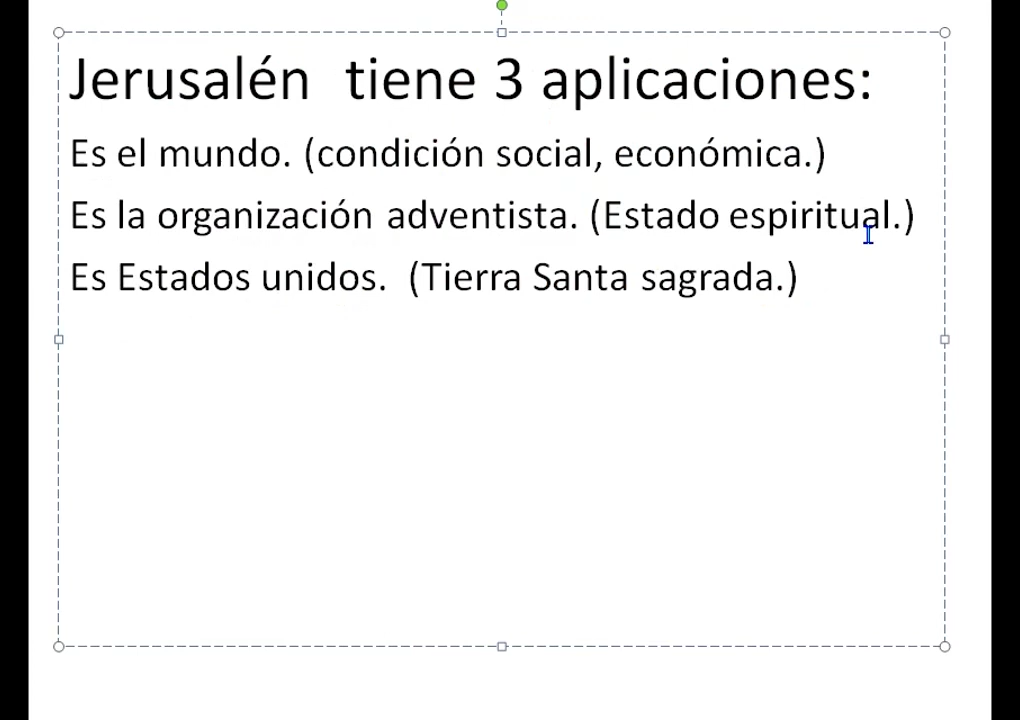 Jerusalén tiene 3 aplicaciones:
Es el mundo. (condición social, económica.)
Es la organización adventista. (Estado espiritual.)
Es Estados unidos. (Tierra Santa sagrada.)